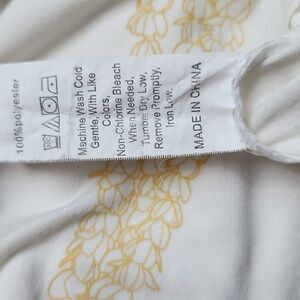 100%polyester
Machine Wash Cold
Gentle, With Like
Colors,
Non-Chlorine Bleach
When Needed,
Tumble Dry Low,
Remove Promptly,
Iron Low.
MADE IN CHINA